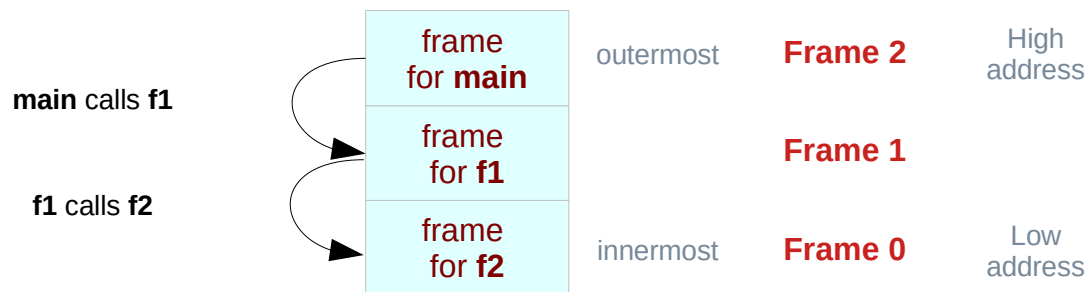 frame
for main
outermost
Frame 2
High
address
main calls f1
frame
for f1
Frame 1
f1 calls f2
frame
for f2
innermost
Frame 0
Low
address